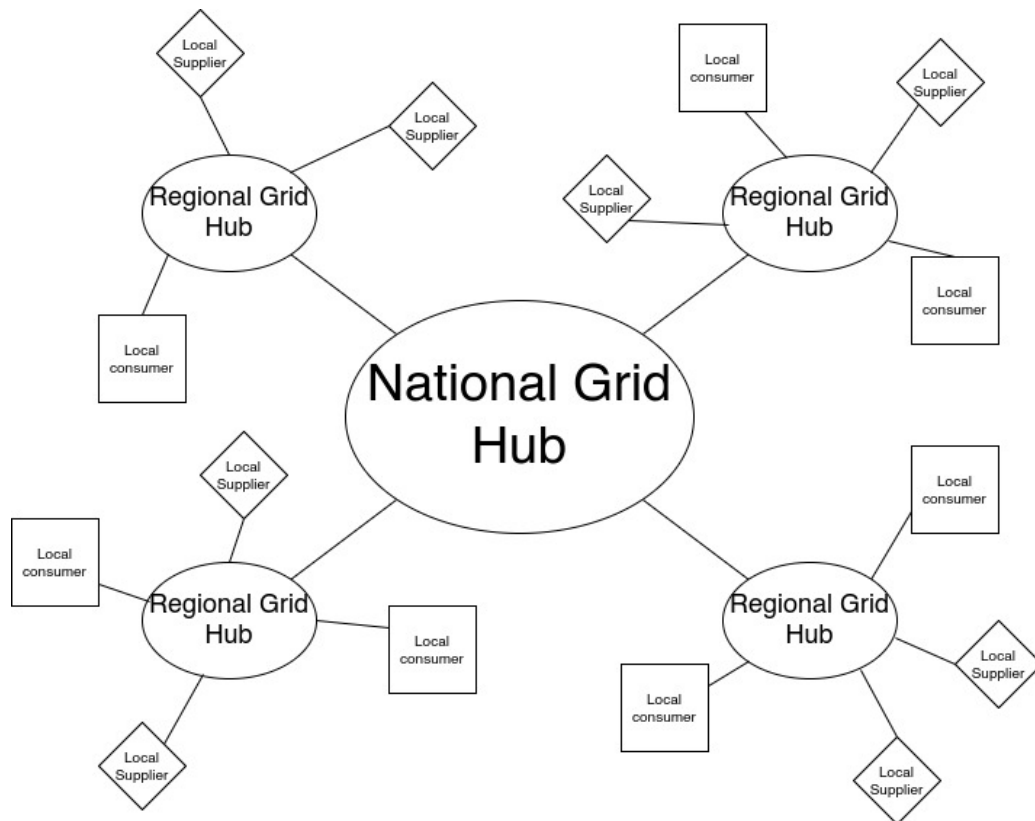 Local
Supplier
Local
Supplier
Regional Grid
Hub
Local
consumer
Local
consumer
Local
Supplier
Local
Supplier
Regional Grid
Hub
Local
consumer
National Grid
Hub
Local
Supplier
Local
consumer
Regional Grid
Hub
Local
consumer
Local
Supplier
Local
consumer
Regional Grid
Hub
Local
Supplier
Local
consumer
Local
Supplier